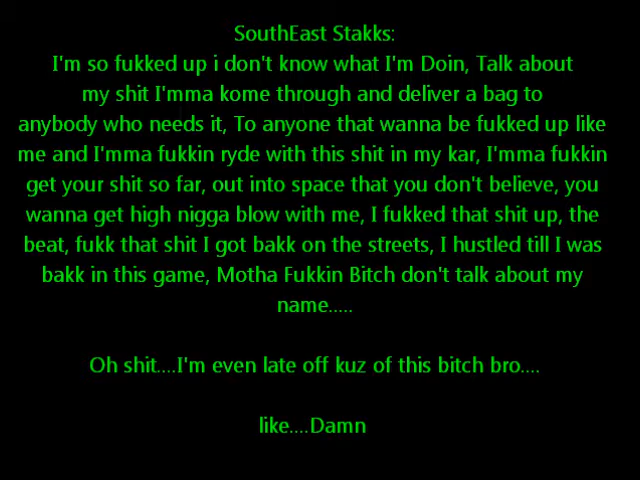 SouthEast Stakks:
I'm so fukked up i don't know what I'm Doin, Talk about
my shit I'mma kome through and deliver a bag to
anybody who needs it, To anyone that wanna be fukked up like
me and I'mma fukkin ryde with this shit in my kar, I'mma fukkin
get your shit so far, out into space that you don't believe, you
wanna get high nigga blow with me, I fukked that shit up, the
beat, fukk that shit I got bakk on the streets, I hustled till I was
bakk in this game, Motha Fukkin Bitch don't talk about my
name.....
Oh shit....I'm even late off kuz of this bitch bro....
like....Damn